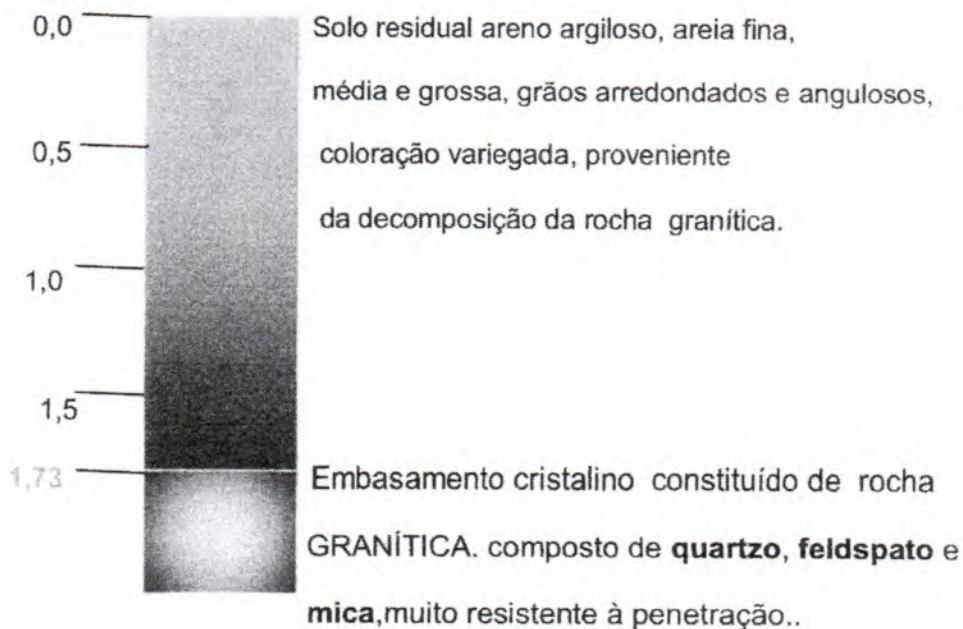 0,0
Solo residual areno argiloso, areia fina,
média e grossa, grãos arredondados e angulosos,
0,5
coloração variegada, proveniente
da decomposição da rocha granítica.
1,0
1,5
1,73
Embasamento cristalino constituído de rocha
GRANÍTICA. composto de quartzo, feldspato e
mica,muito resistente à penetração..